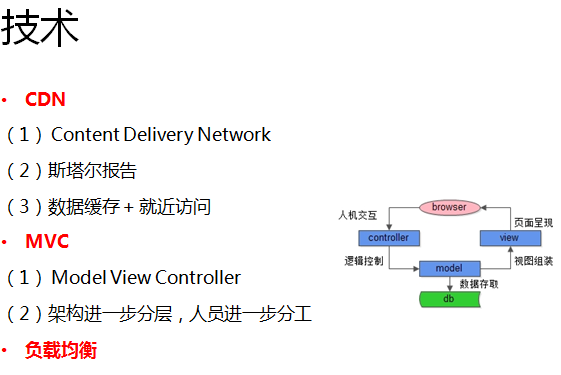 技术
• CDN
（1） Content Delivery Network
（2）斯塔尔报告
（3）数据缓存 + 就近访问
• MVC
（1） Model View Controller
（2）架构进一步分层，人员进一步分工
• 负载均衡
browser
人机交互
页面呈现
controller
view
逻辑控制
model
视图组装
数据存取
db